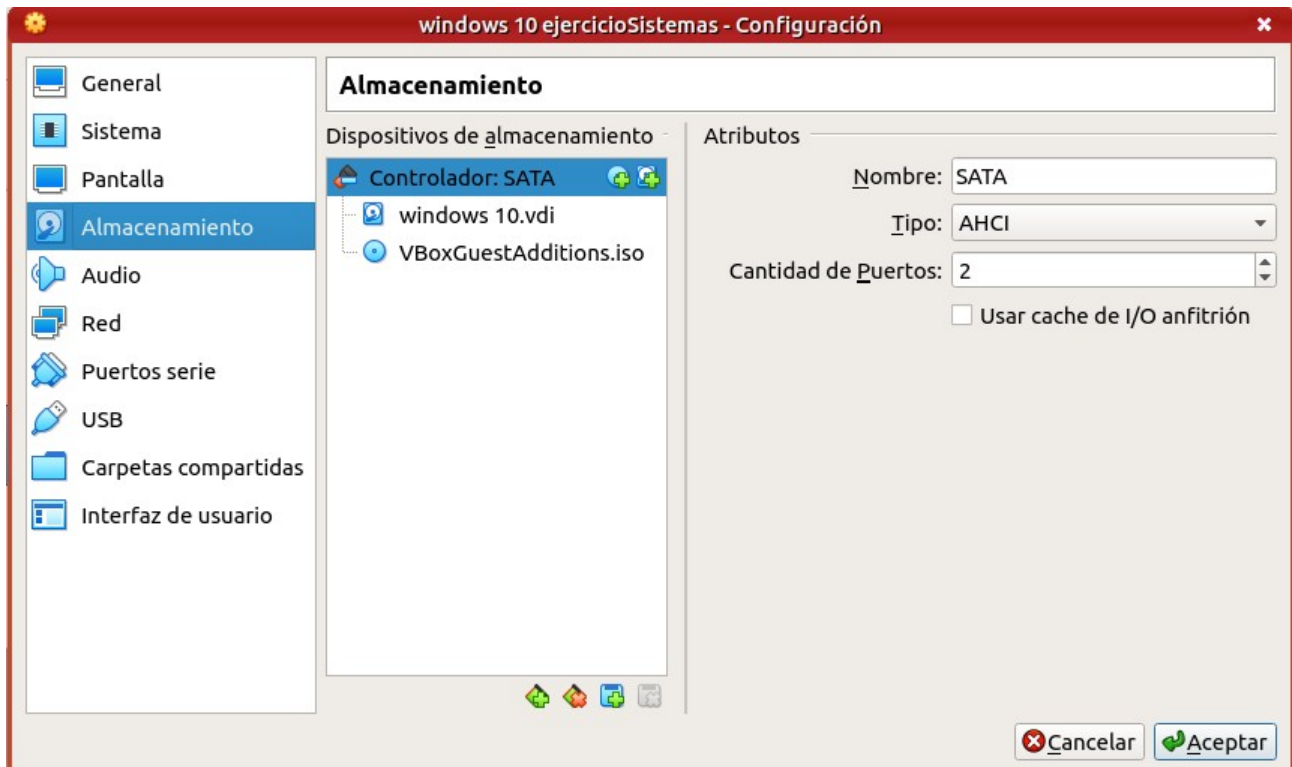 windows 10 ejercicioSistemas - Configuración
General
Sistema
Pantalla
Almacenamiento
Audio
Red
Puertos serie
USB
Carpetas compartidas
Interfaz de usuario
Almacenamiento
Dispositivos de almacenamiento
Controlador: SATA
windows 10.vdi
VBoxGuestAdditions.iso
Atributos
Nombre: SATA
Tipo: AHCI
Cantidad de Puertos: 2
Usar cache de I/O anfitrión
Cancelar Aceptar